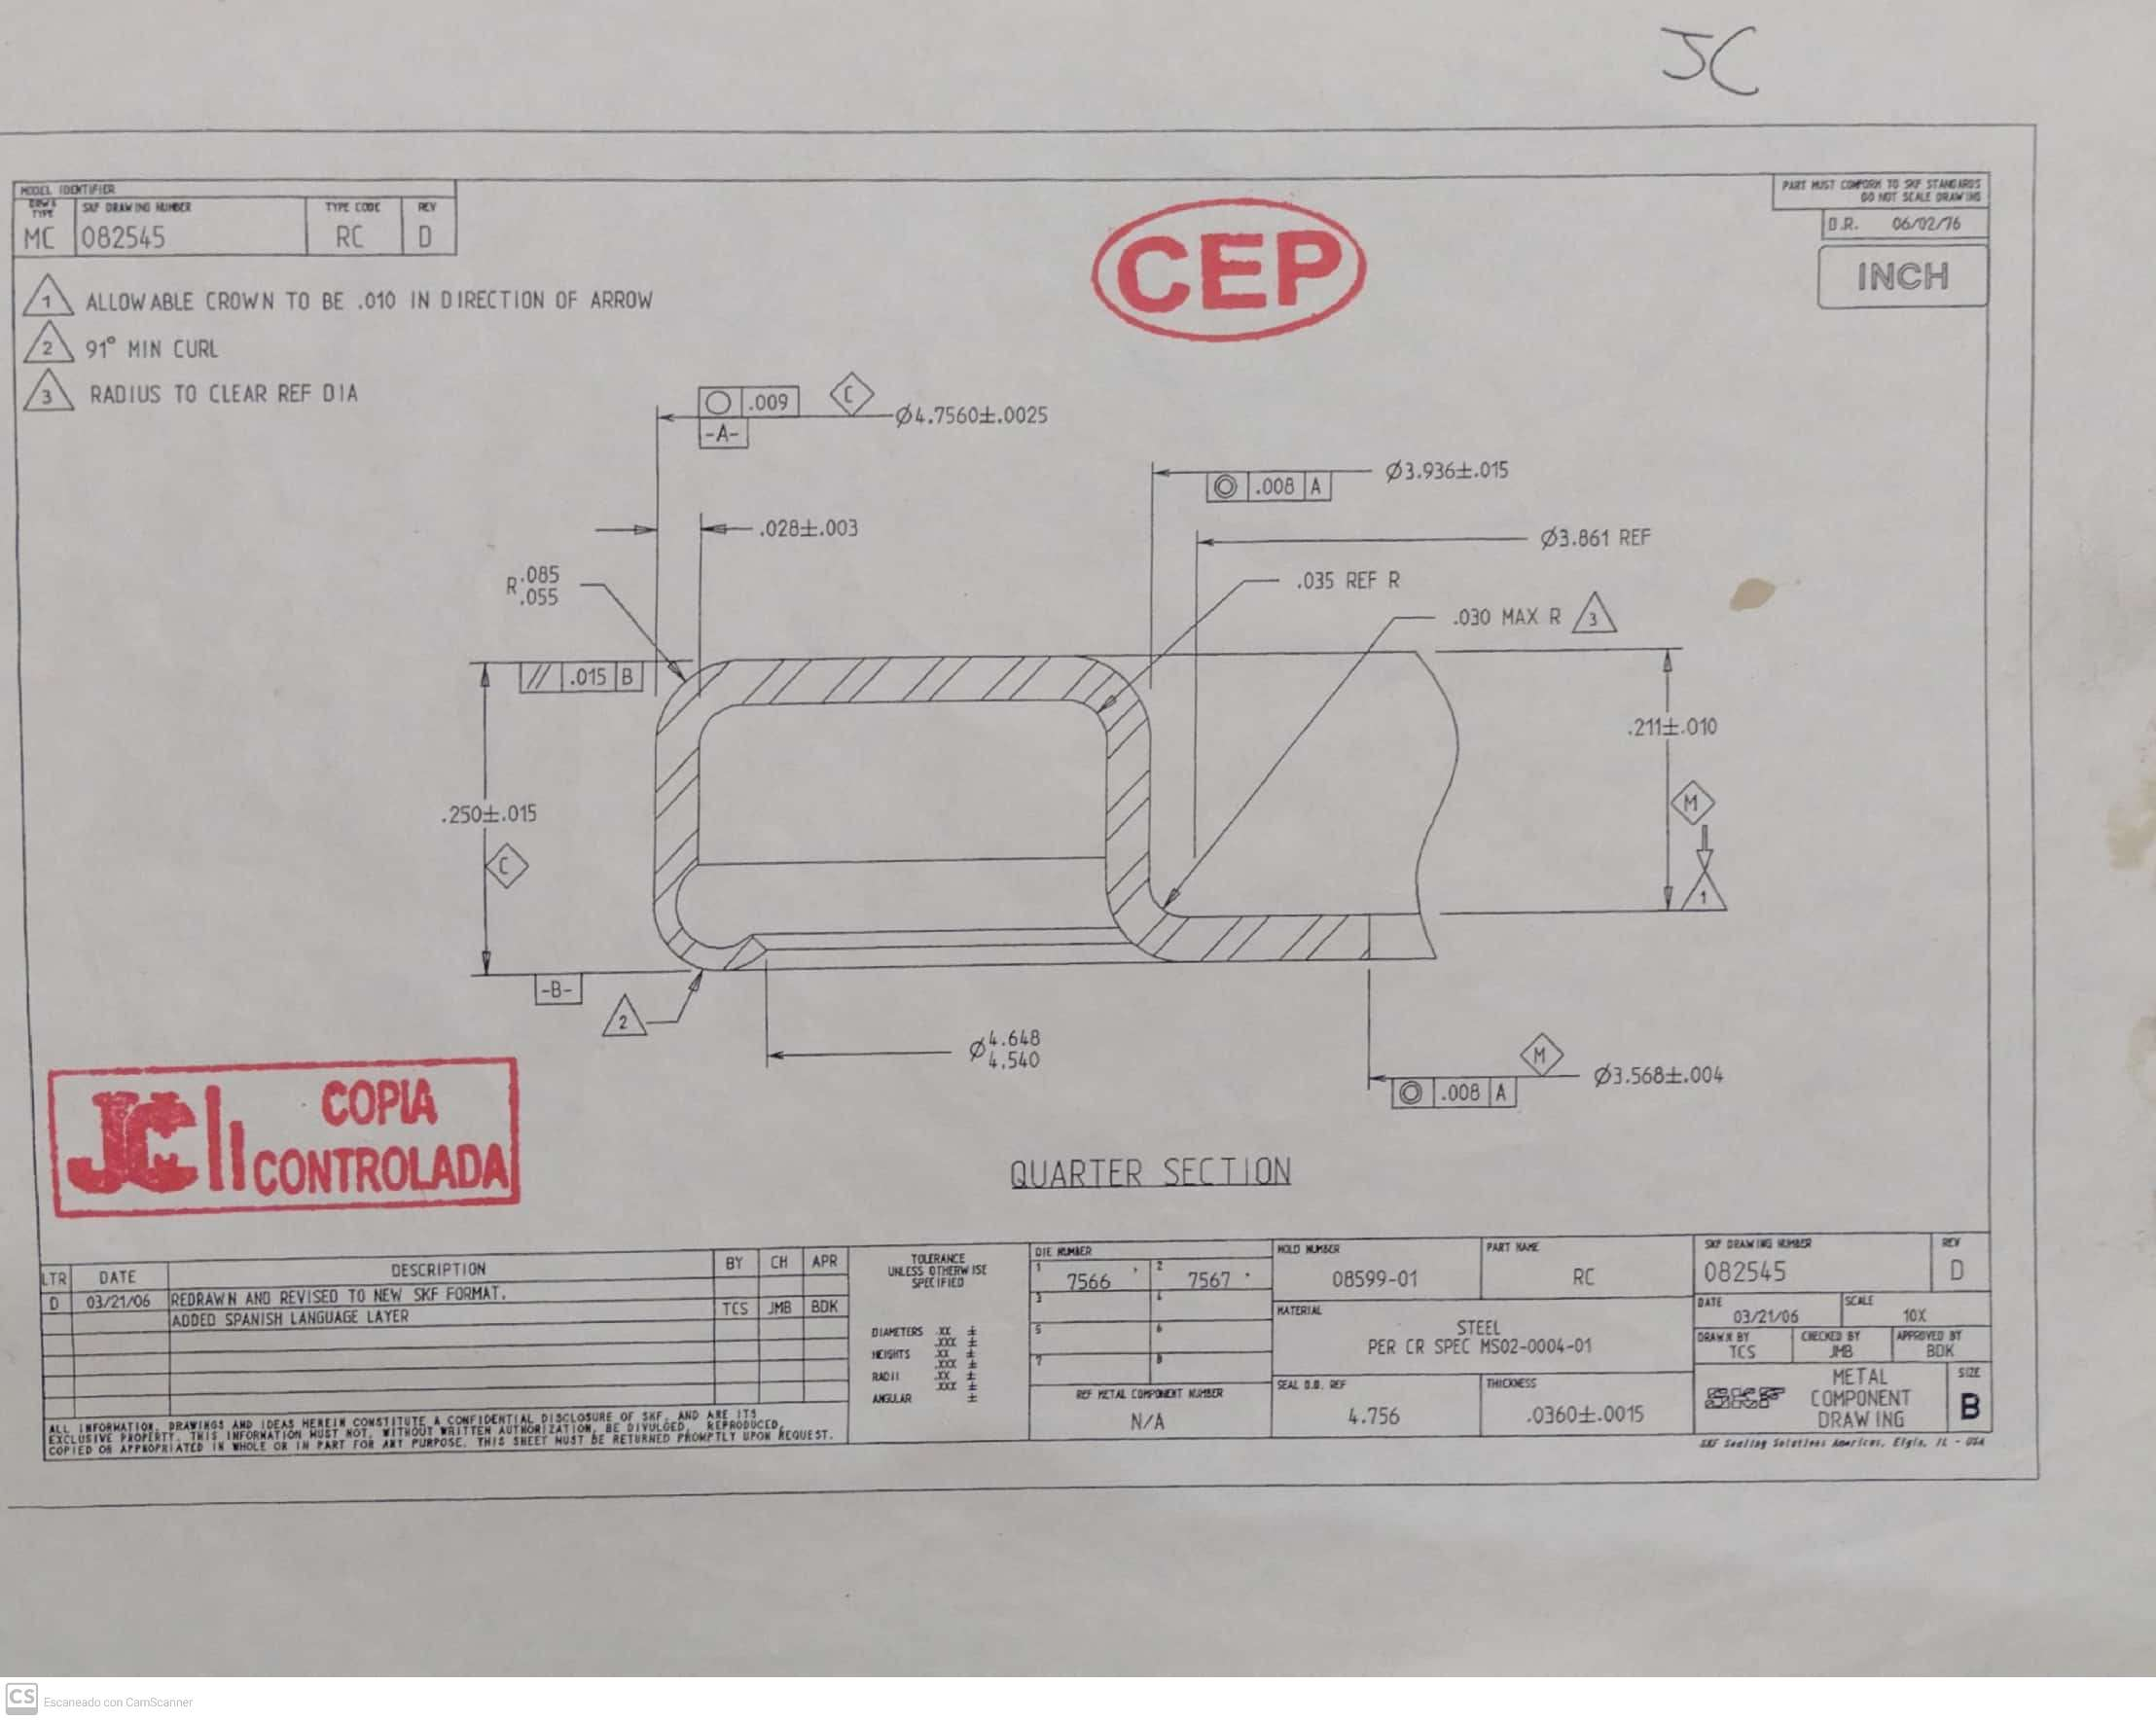 JC
MODEL IDENTIFIER
DRW'G TYPE SKF DRAWING NUMBER TYPE CODE REV
MC 082545 RC D
PART MUST CONFORM TO SKF STANDARDS
DO NOT SCALE DRAWING
D.R. 06/02/76
INCH
CEP
1 ALLOWABLE CROWN TO BE .010 IN DIRECTION OF ARROW
2 91° MIN CURL
3 RADIUS TO CLEAR REF DIA
.009 C
-A-
Ø4.7560±.0025
Ø3.936±.015
◎ .008 A
.028±.003
Ø3.861 REF
R .085
.055
.035 REF R
.030 MAX R 3
// .015 B
.211±.010
M
1
.250±.015
C
-B-
2
Ø4.648
4.540
M
Ø3.568±.004
◎ .008 A
QUARTER SECTION
JCI COPIA
CONTROLADA
LTR DATE DESCRIPTION BY CH APR
D 03/21/06 REDRAWN AND REVISED TO NEW SKF FORMAT.
ADDED SPANISH LANGUAGE LAYER TCS JMB BDK
ALL INFORMATION, DRAWINGS AND IDEAS HEREIN CONSTITUTE A CONFIDENTIAL DISCLOSURE OF SKF, AND ARE ITS
EXCLUSIVE PROPERTY. THIS INFORMATION MUST NOT, WITHOUT WRITTEN AUTHORIZATION, BE DIVULGED, REPRODUCED,
COPIED OR APPROPRIATED IN WHOLE OR IN PART FOR ANY PURPOSE. THIS SHEET MUST BE RETURNED PROMPTLY UPON REQUEST.
TOLERANCE
UNLESS OTHERWISE
SPECIFIED
DIAMETERS .XX ±
.XXX ±
HEIGHTS .XX ±
.XXX ±
RADII .XX ±
.XXX ±
ANGULAR ±
DIE NUMBER
1 7566 2 7567
3 4
5 6
7 8
REF METAL COMPONENT NUMBER
N/A
MOLD NUMBER
08599-01
PART NAME
RC
MATERIAL
STEEL
PER CR SPEC MS02-0004-01
SEAL O.D. REF
4.756
THICKNESS
.0360±.0015
SKF DRAWING NUMBER REV
082545 D
DATE SCALE
03/21/06 10X
DRAWN BY CHECKED BY APPROVED BY
TCS JMB BDK
SKF
METAL
COMPONENT
DRAWING
SIZE
B
SKF Sealing Solutions Americas, Elgin, IL - USA
CS Escaneado con CamScanner